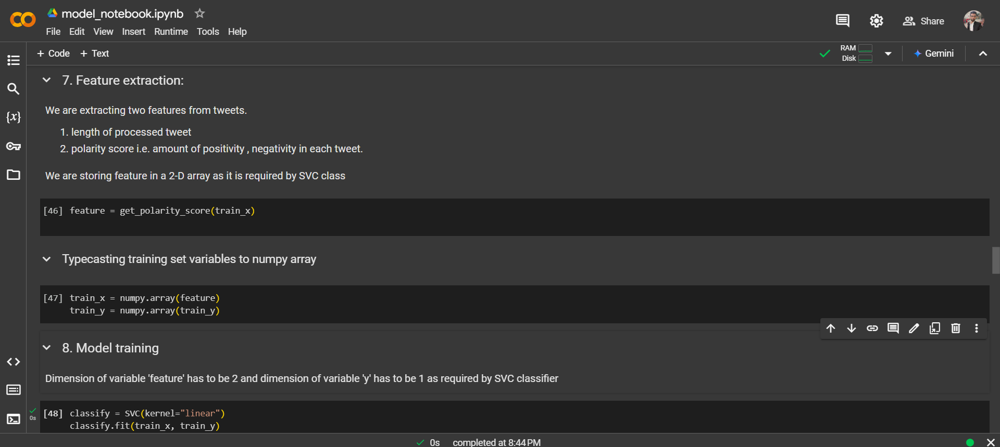 model_notebook.ipynb
File Edit View Insert Runtime Tools Help
Share
+ Code + Text
RAM
Disk
Gemini
7. Feature extraction:
We are extracting two features from tweets.
1. length of processed tweet
2. polarity score i.e. amount of positivity , negativity in each tweet.
We are storing feature in a 2-D array as it is required by SVC class
[46] feature = get_polarity_score(train_x)
Typecasting training set variables to numpy array
[47] train_x = numpy.array(feature)
train_y = numpy.array(train_y)
8. Model training
Dimension of variable 'feature' has to be 2 and dimension of variable 'y' has to be 1 as required by SVC classifier
0s
[48] classify = SVC(kernel="linear")
classify.fit(train_x, train_y)
0s completed at 8:44 PM